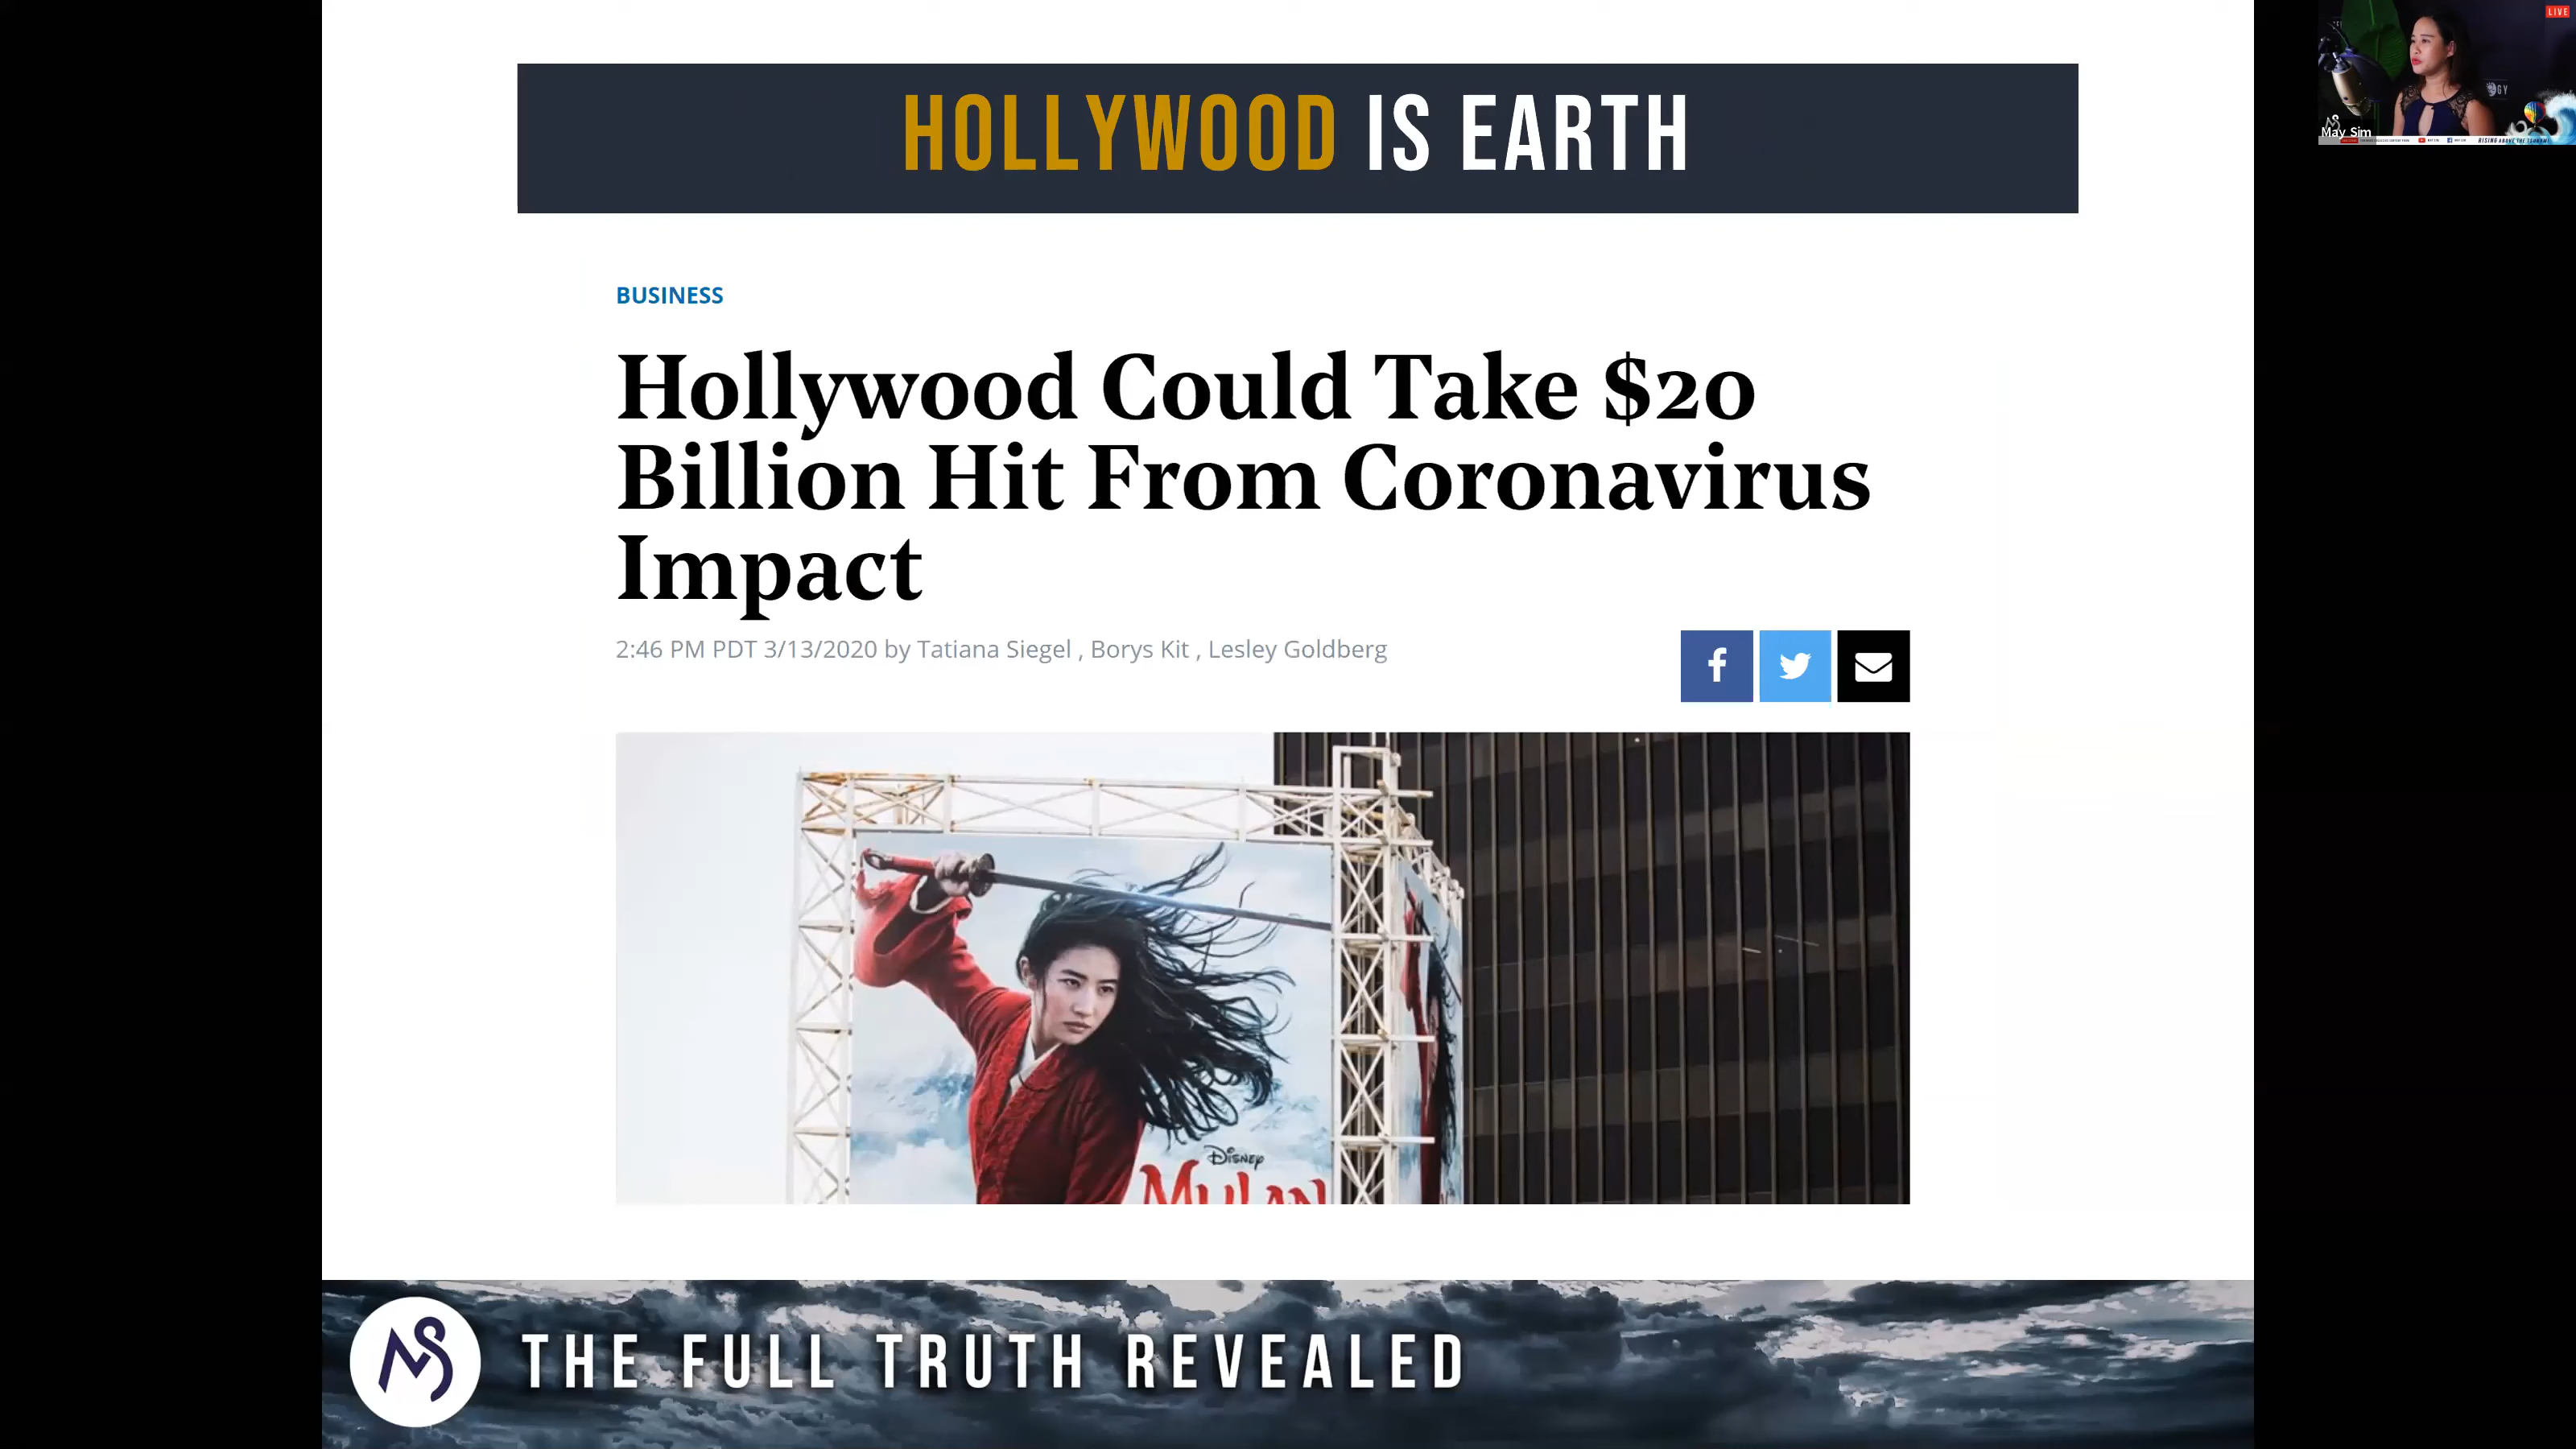 HOLLYWOOD IS EARTH
LIVE
GY
May Sim
BUSINESS
Hollywood Could Take $20
Billion Hit From Coronavirus
Impact
2:46 PM PDT 3/13/2020 by Tatiana Siegel , Borys Kit , Lesley Goldberg
Disney
MULAN
THE FULL TRUTH REVEALED